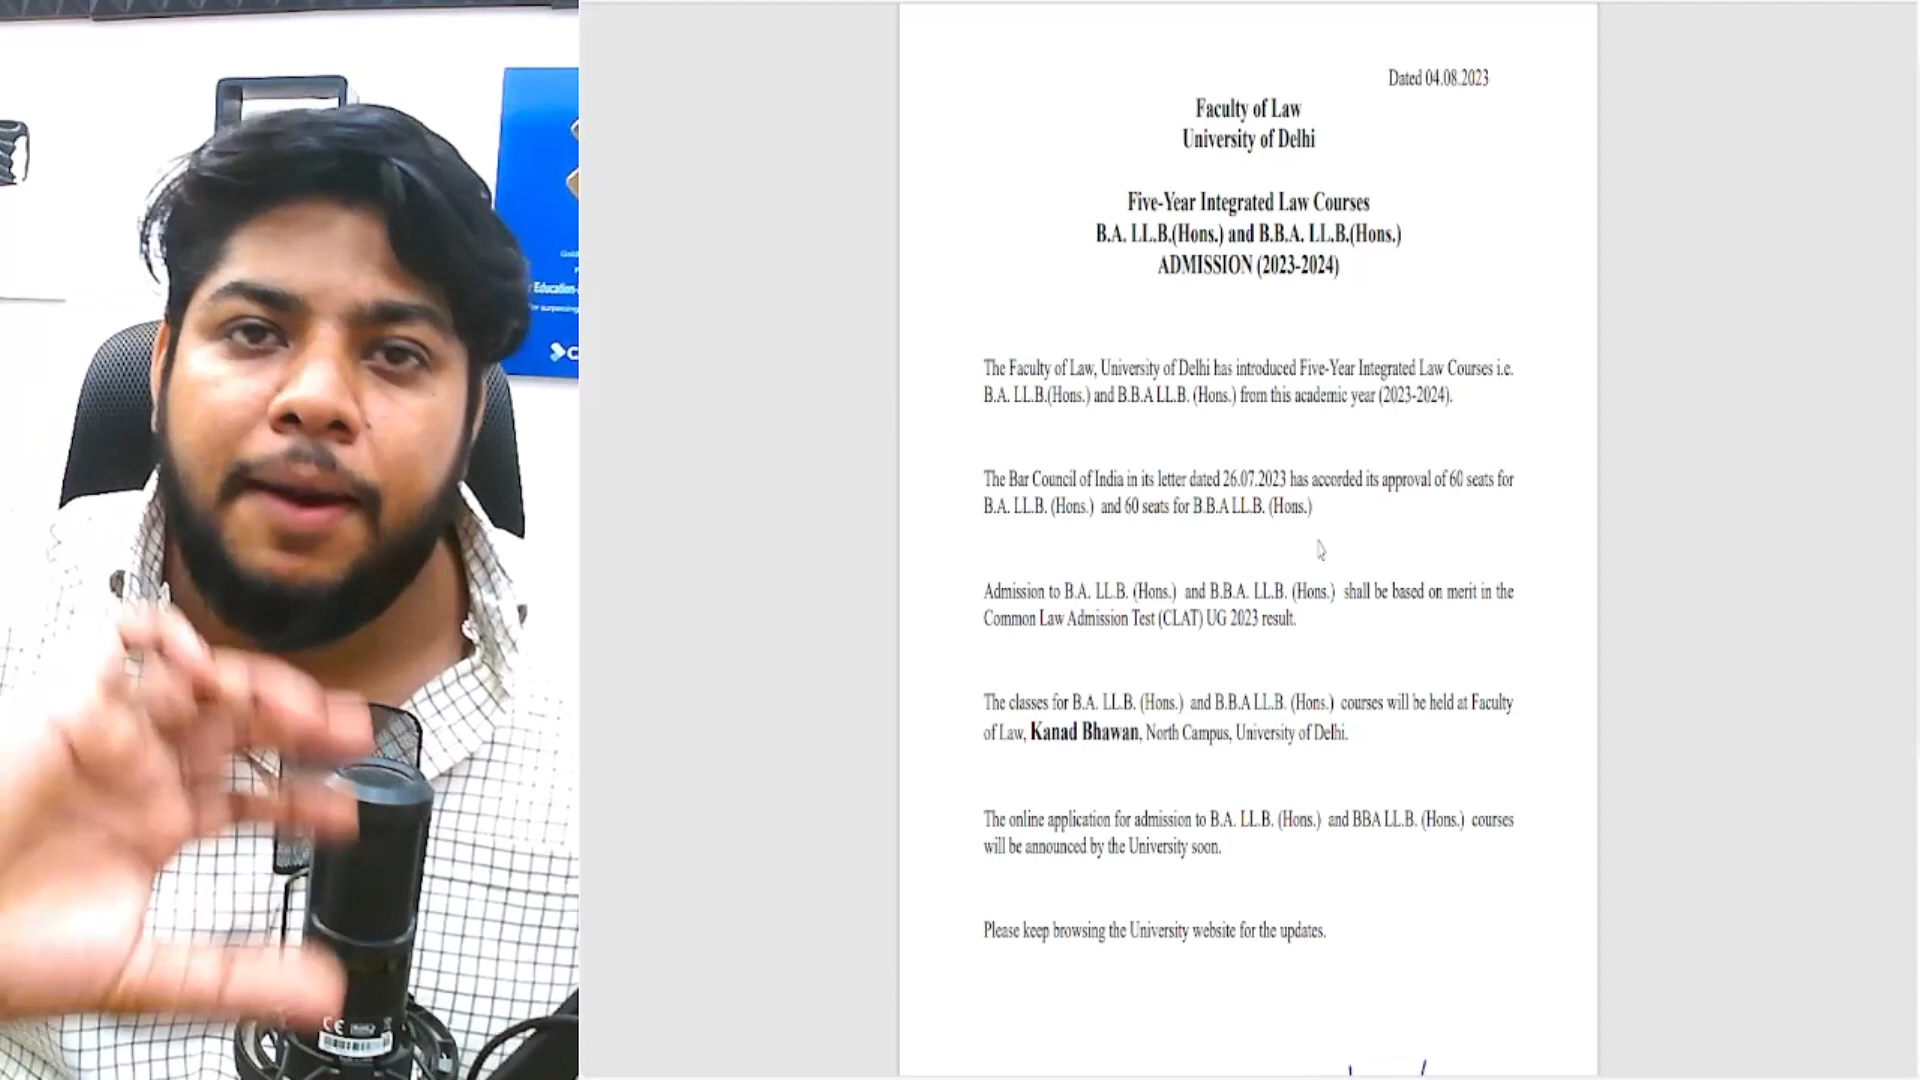 Dated 04.08.2023
Faculty of Law
University of Delhi
Five-Year Integrated Law Courses
B.A. LL.B.(Hons.) and B.B.A. LL.B.(Hons.)
ADMISSION (2023-2024)
The Faculty of Law, University of Delhi has introduced Five-Year Integrated Law Courses i.e.
B.A. LL.B.(Hons.) and B.B.A LL.B. (Hons.) from this academic year (2023-2024).
The Bar Council of India in its letter dated 26.07.2023 has accorded its approval of 60 seats for
B.A. LL.B. (Hons.) and 60 seats for B.B.A LL.B. (Hons.)
Admission to B.A. LL.B. (Hons.) and B.B.A. LL.B. (Hons.) shall be based on merit in the
Common Law Admission Test (CLAT) UG 2023 result.
The classes for B.A. LL.B. (Hons.) and B.B.A LL.B. (Hons.) courses will be held at Faculty
of Law, Kanad Bhawan, North Campus, University of Delhi.
The online application for admission to B.A. LL.B. (Hons.) and BBA LL.B. (Hons.) courses
will be announced by the University soon.
Please keep browsing the University website for the updates.
Education-
CE